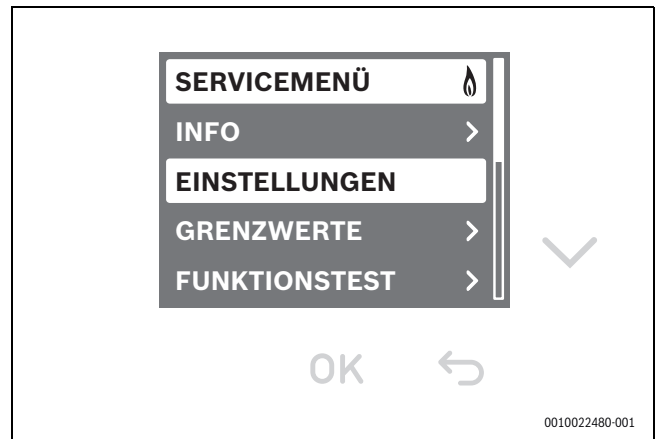 SERVICEMENÜ
INFO
EINSTELLUNGEN
GRENZWERTE
FUNKTIONSTEST
OK
0010022480-001